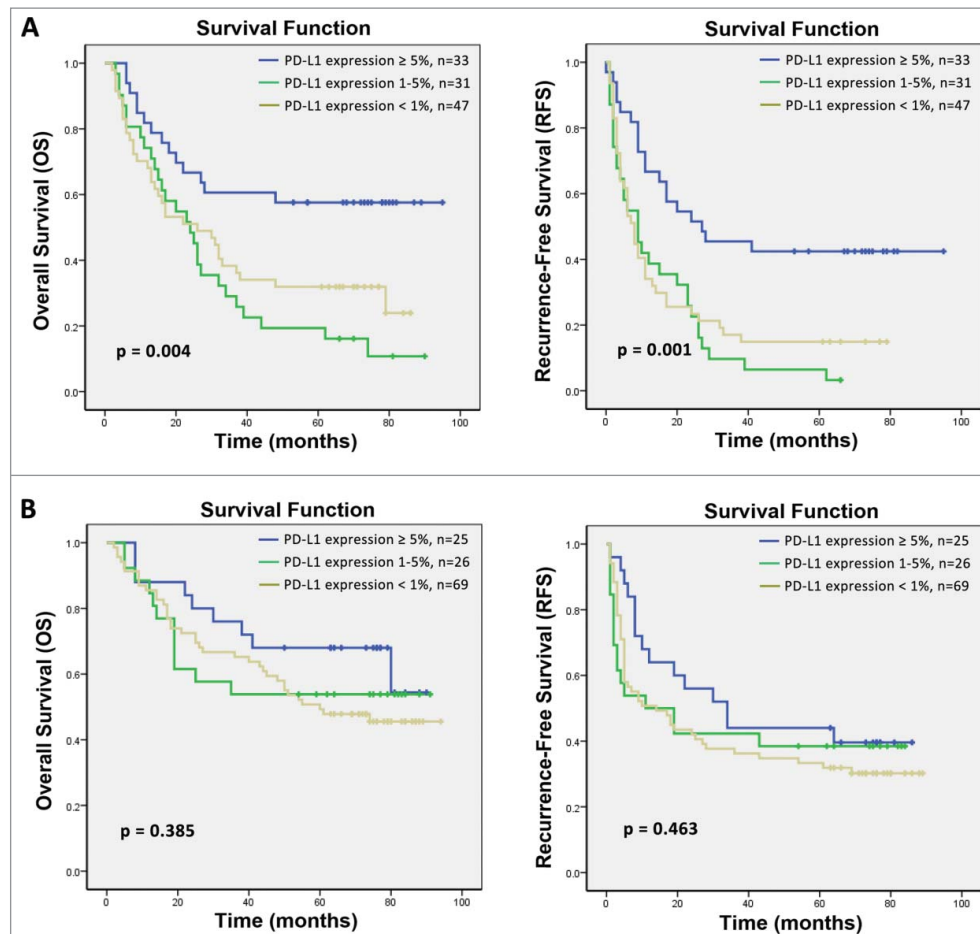 A
Survival Function
PD-L1 expression ≥ 5%, n=33
PD-L1 expression 1-5%, n=31
PD-L1 expression < 1%, n=47
Overall Survival (OS)
1.0
0.8
0.6
0.4
0.2
0.0
p = 0.004
0 20 40 60 80 100
Time (months)
Survival Function
PD-L1 expression ≥ 5%, n=33
PD-L1 expression 1-5%, n=31
PD-L1 expression < 1%, n=47
Recurrence-Free Survival (RFS)
1.0
0.8
0.6
0.4
0.2
0.0
p = 0.001
0 20 40 60 80 100
Time (months)
B
Survival Function
PD-L1 expression ≥ 5%, n=25
PD-L1 expression 1-5%, n=26
PD-L1 expression < 1%, n=69
Overall Survival (OS)
1.0
0.8
0.6
0.4
0.2
0.0
p = 0.385
0 20 40 60 80 100
Time (months)
Survival Function
PD-L1 expression ≥ 5%, n=25
PD-L1 expression 1-5%, n=26
PD-L1 expression < 1%, n=69
Recurrence-Free Survival (RFS)
1.0
0.8
0.6
0.4
0.2
0.0
p = 0.463
0 20 40 60 80 100
Time (months)